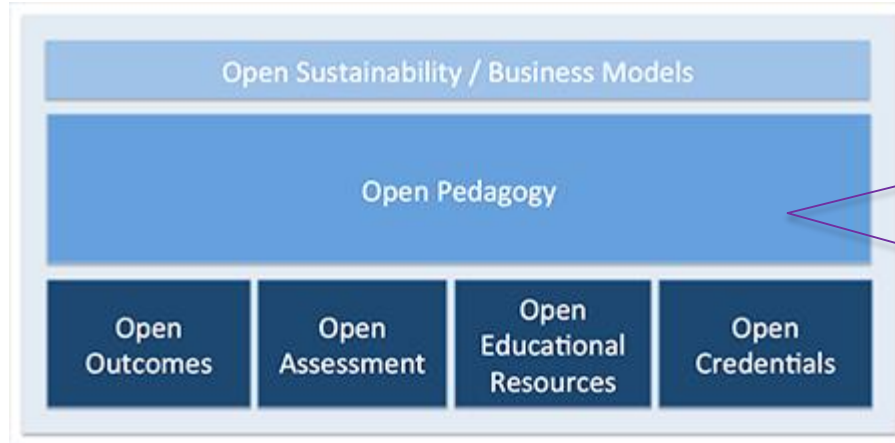 Open Sustainability / Business Models
Open Pedagogy
Open
Outcomes
Open
Assessment
Open
Educational
Resources
Open
Credentials